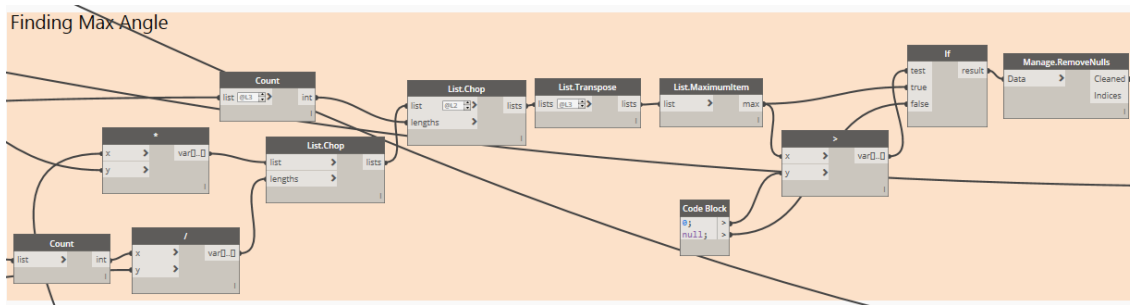 Finding Max Angle
Count
list @L3 int
*
x var[]..[]
y
Count
list int
/
x var[]..[]
y
List.Chop
list lists
lengths
List.Chop
list @L2 lists
lengths
List.Transpose
lists @L3 lists
List.MaximumItem
list max
Code Block
0; >
null; >
>
x var[]..[]
y
If
test result
true
false
Manage.RemoveNulls
Data Cleaned
Indices